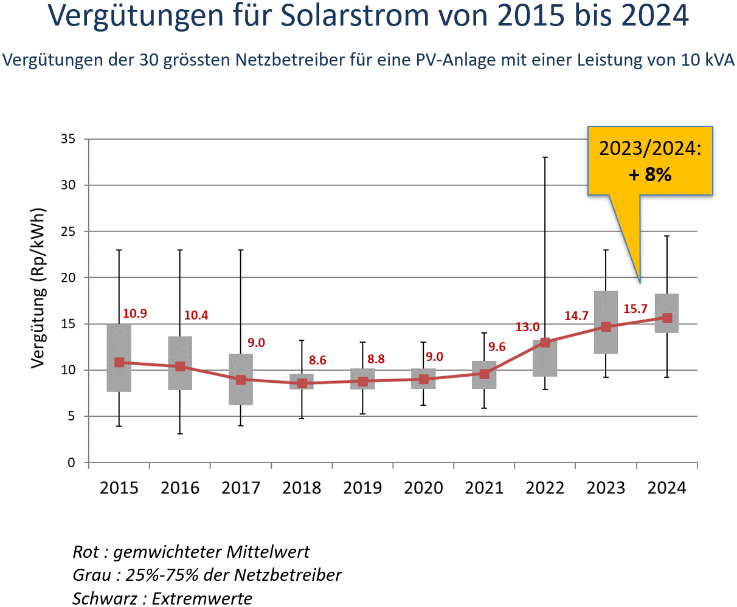 Vergütungen für Solarstrom von 2015 bis 2024
Vergütungen der 30 grössten Netzbetreiber für eine PV-Anlage mit einer Leistung von 10 kVA
2023/2024:
+ 8%
Vergütung (Rp/kWh)
35
30
25
20
15
10
5
0
10.9
10.4
9.0
8.6
8.8
9.0
9.6
13.0
14.7
15.7
2015 2016 2017 2018 2019 2020 2021 2022 2023 2024
Rot : gemwichteter Mittelwert
Grau : 25%-75% der Netzbetreiber
Schwarz : Extremwerte